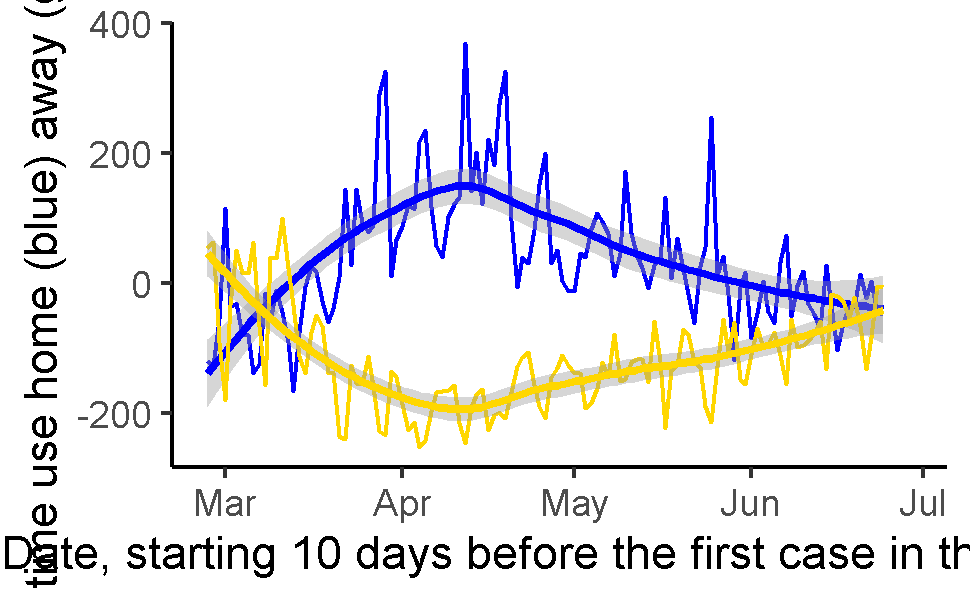 time use home (blue) away (
400
200
0
-200
Mar Apr May Jun Jul
Date, starting 10 days before the first case in th